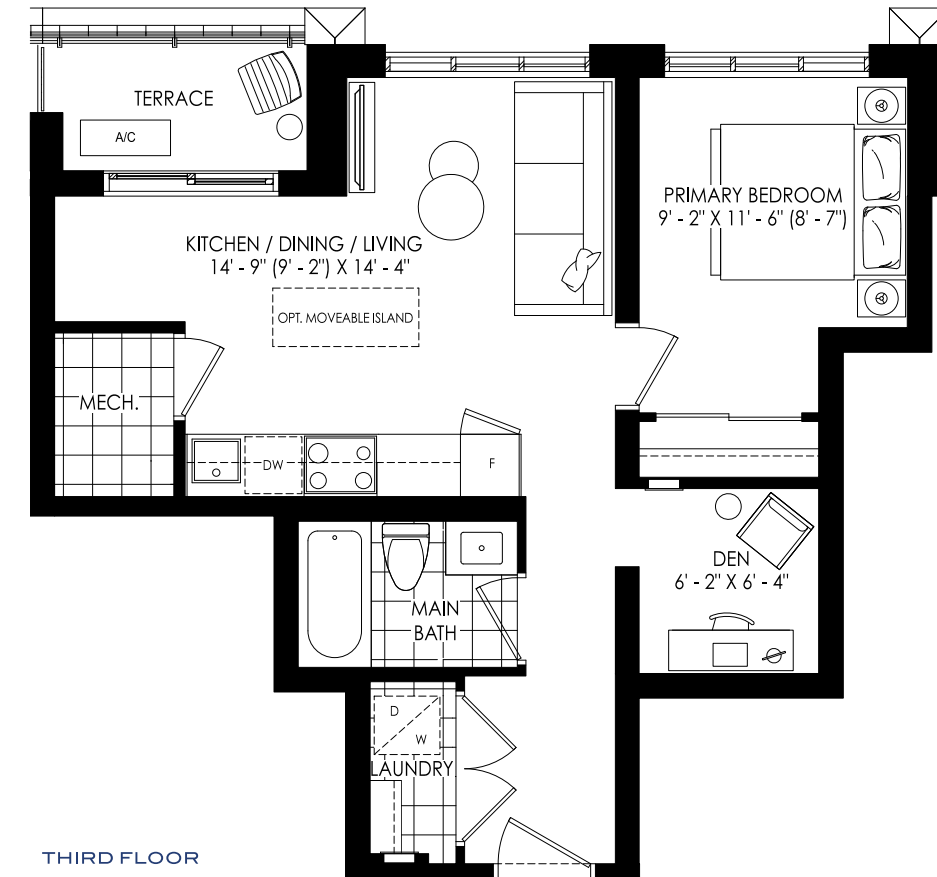 TERRACE
A/C
PRIMARY BEDROOM
9' - 2" X 11' - 6" (8' - 7")
KITCHEN / DINING / LIVING
14' - 9" (9' - 2") X 14' - 4"
OPT. MOVEABLE ISLAND
MECH.
DW
F
DEN
6' - 2" X 6' - 4"
MAIN
BATH
D
W
LAUNDRY
THIRD FLOOR